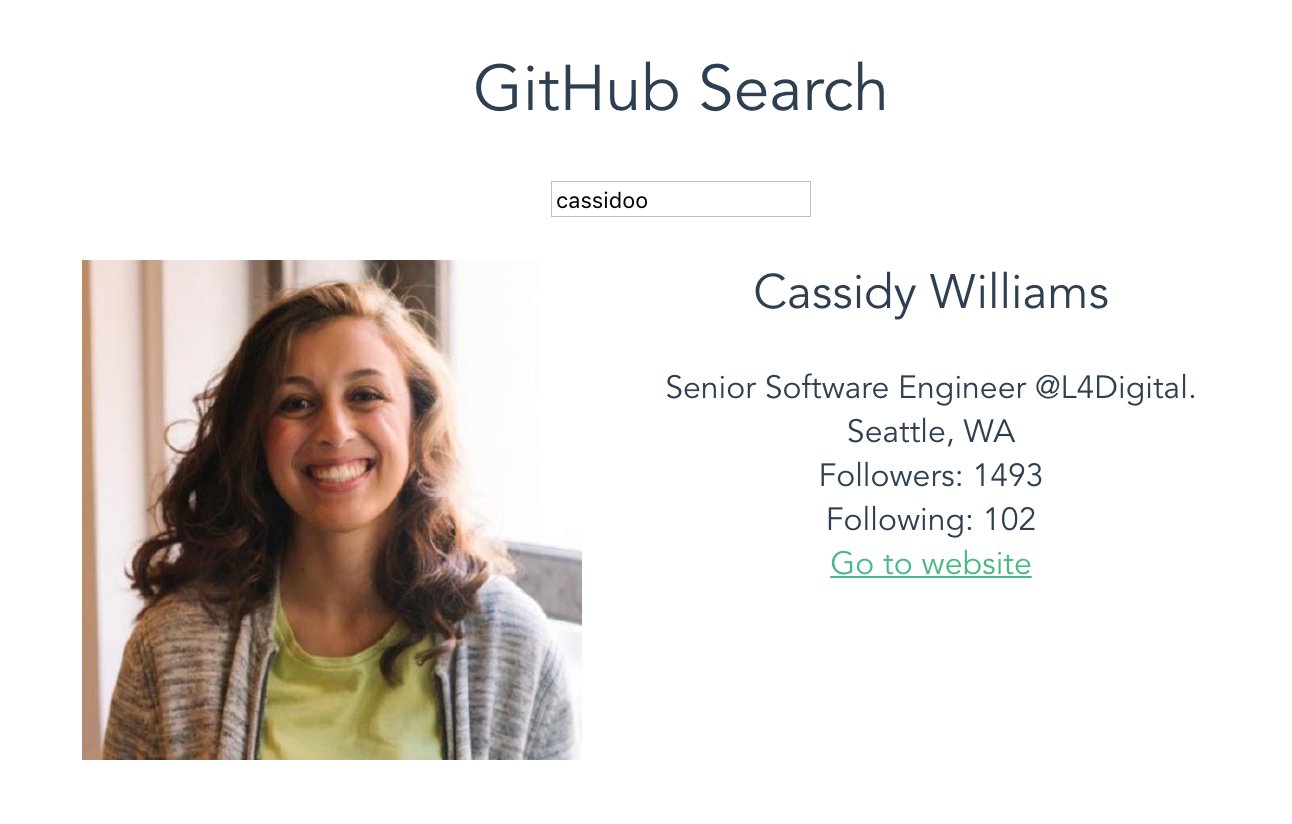 GitHub Search
cassidoo
Cassidy Williams
Senior Software Engineer @L4Digital.
Seattle, WA
Followers: 1493
Following: 102
Go to website